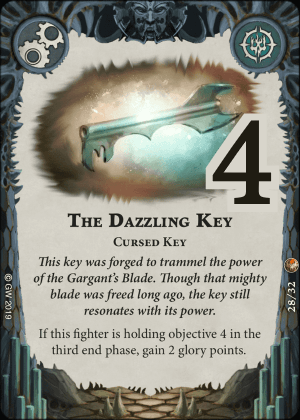 4
THE DAZZLING KEY
CURSED KEY
This key was forged to trammel the power
of the Gargant's Blade. Though that mighty
blade was freed long ago, the key still
resonates with its power.
If this fighter is holding objective 4 in the
third end phase, gain 2 glory points.
© GW 2019
28/32